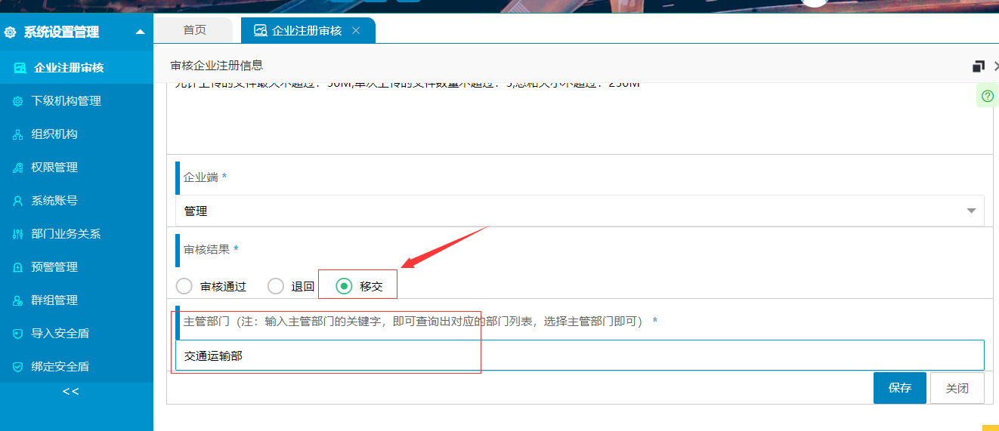 系统设置管理
首页
企业注册审核
企业注册审核
审核企业注册信息
下级机构管理
组织机构
权限管理
系统账号
部门业务关系
预警管理
群组管理
导入安全盾
绑定安全盾
<<
允许上传的文件最大不超过：50M,单次上传的文件数量不超过：5,总和大小不超过：250M
企业端 *
管理
审核结果 *
审核通过 退回 移交
主管部门（注：输入主管部门的关键字，即可查询出对应的部门列表，选择主管部门即可） *
交通运输部
保存 关闭